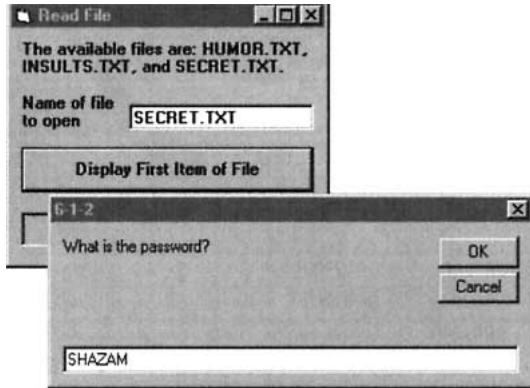 Read File
The available files are: HUMOR.TXT,
INSULTS.TXT, and SECRET.TXT.
Name of file
to open
SECRET.TXT
Display First Item of File
6-1-2
What is the password?
OK
Cancel
SHAZAM